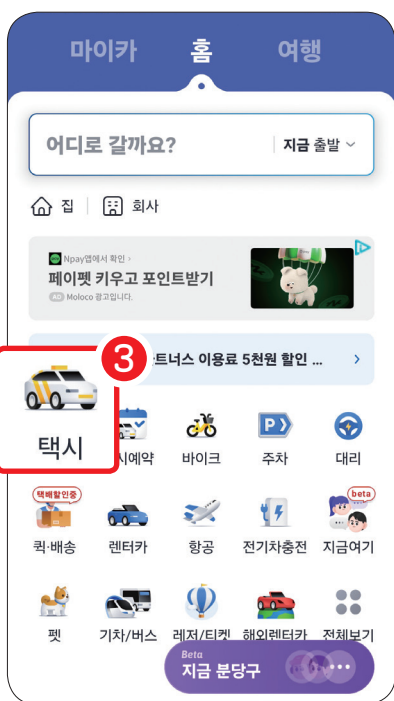 마이카 홈 여행
어디로 갈까요? 지금 출발
집 회사
Npay앱에서 확인 >
페이펫 키우고 포인트받기
AD Moloco 광고입니다.
3
트너스 이용료 5천원 할인 ... >
택시 시예약 바이크 주차 대리
P
택배할인중
beta
퀵·배송 렌터카 항공 전기차충전 지금여기
펫 기차/버스 레저/티켓 해외렌터카 전체보기
Beta
지금 분당구